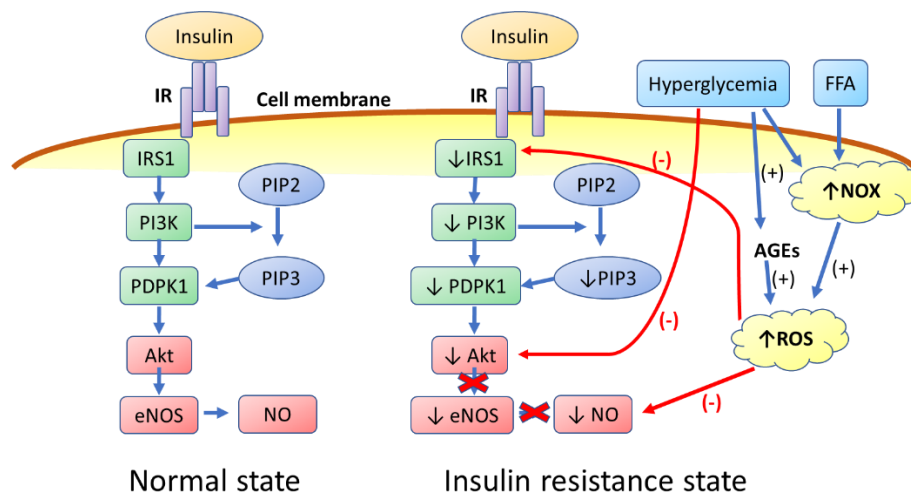 Insulin
Insulin
IR
Cell membrane
IR
Hyperglycemia
FFA
IRS1
↓IRS1
(-)
(+)
PIP2
PIP2
↑NOX
PI3K
↓ PI3K
AGEs
(+)
(+)
PDPK1
PIP3
↓ PDPK1
↓PIP3
(-)
↑ROS
Akt
↓ Akt
eNOS
NO
↓ eNOS
↓ NO
(-)
Normal state
Insulin resistance state